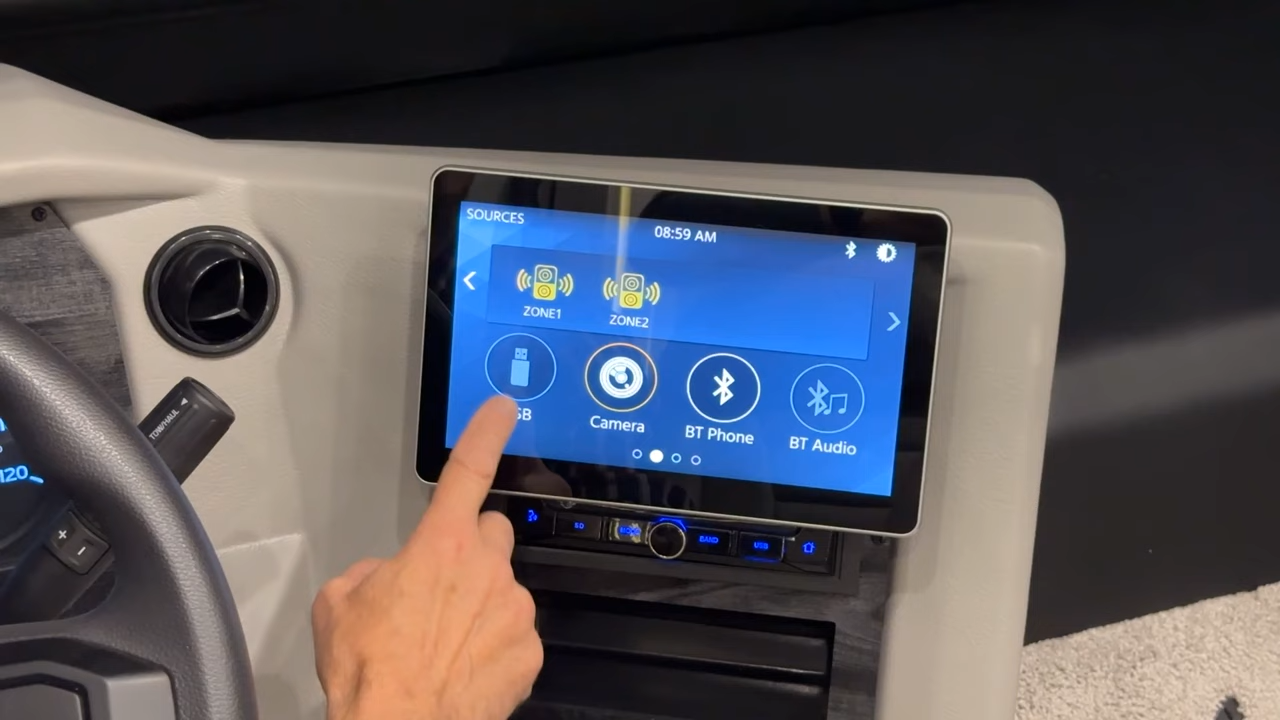 SOURCES
08:59 AM
ZONE1
ZONE2
Camera
BT Phone
BT Audio
TOW/HAUL
120
+
-
SD
BAND
USB